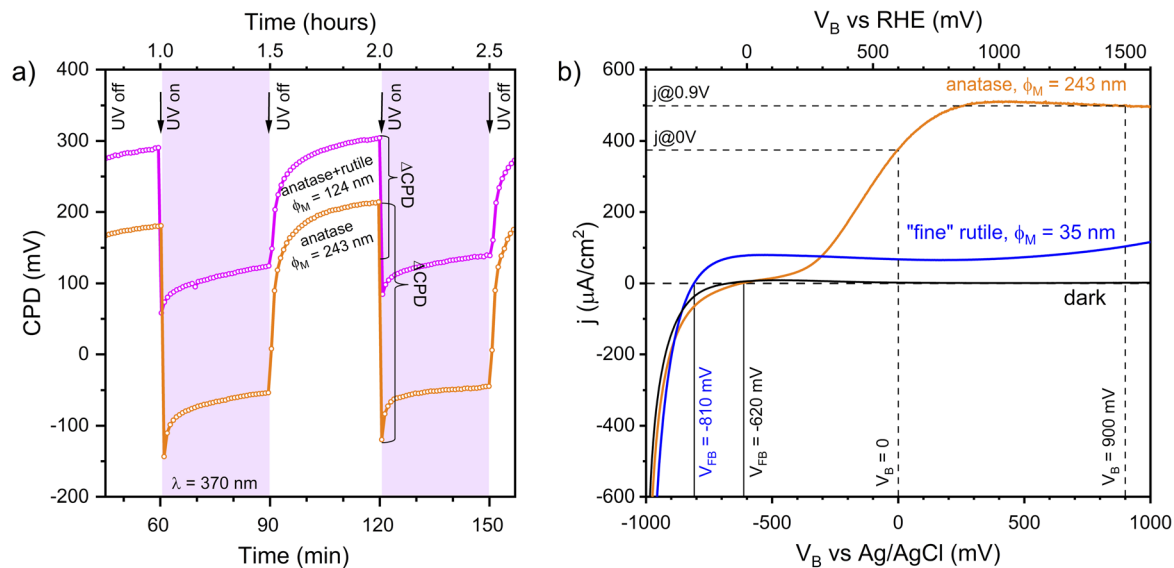 a)
Time (hours)
1.0 1.5 2.0 2.5
CPD (mV)
400
300
200
100
0
-100
-200
UV off
UV on
UV off
UV on
UV off
anatase+rutile
ϕM = 124 nm
anatase
ϕM = 243 nm
ΔCPD
ΔCPD
λ = 370 nm
60 90 120 150
Time (min)
b)
VB vs RHE (mV)
0 500 1000 1500
j (μA/cm²)
600
400
200
0
-200
-400
-600
j@0.9V
j@0V
anatase, ϕM = 243 nm
"fine" rutile, ϕM = 35 nm
dark
VFB = -810 mV
VFB = -620 mV
VB = 0
VB = 900 mV
-1000 -500 0 500 1000
VB vs Ag/AgCl (mV)